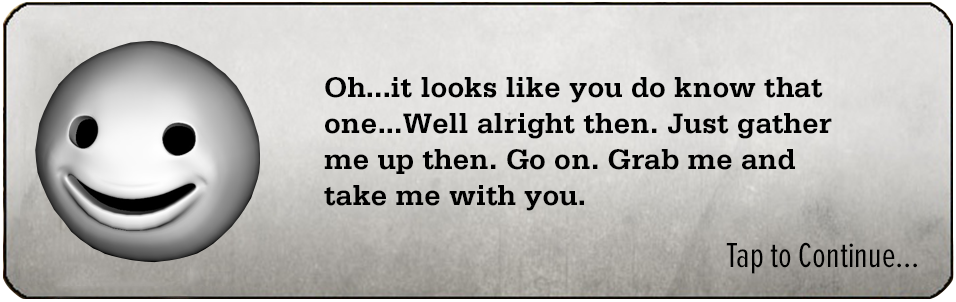 Oh...it looks like you do know that
one...Well alright then. Just gather
me up then. Go on. Grab me and
take me with you.
Tap to Continue...